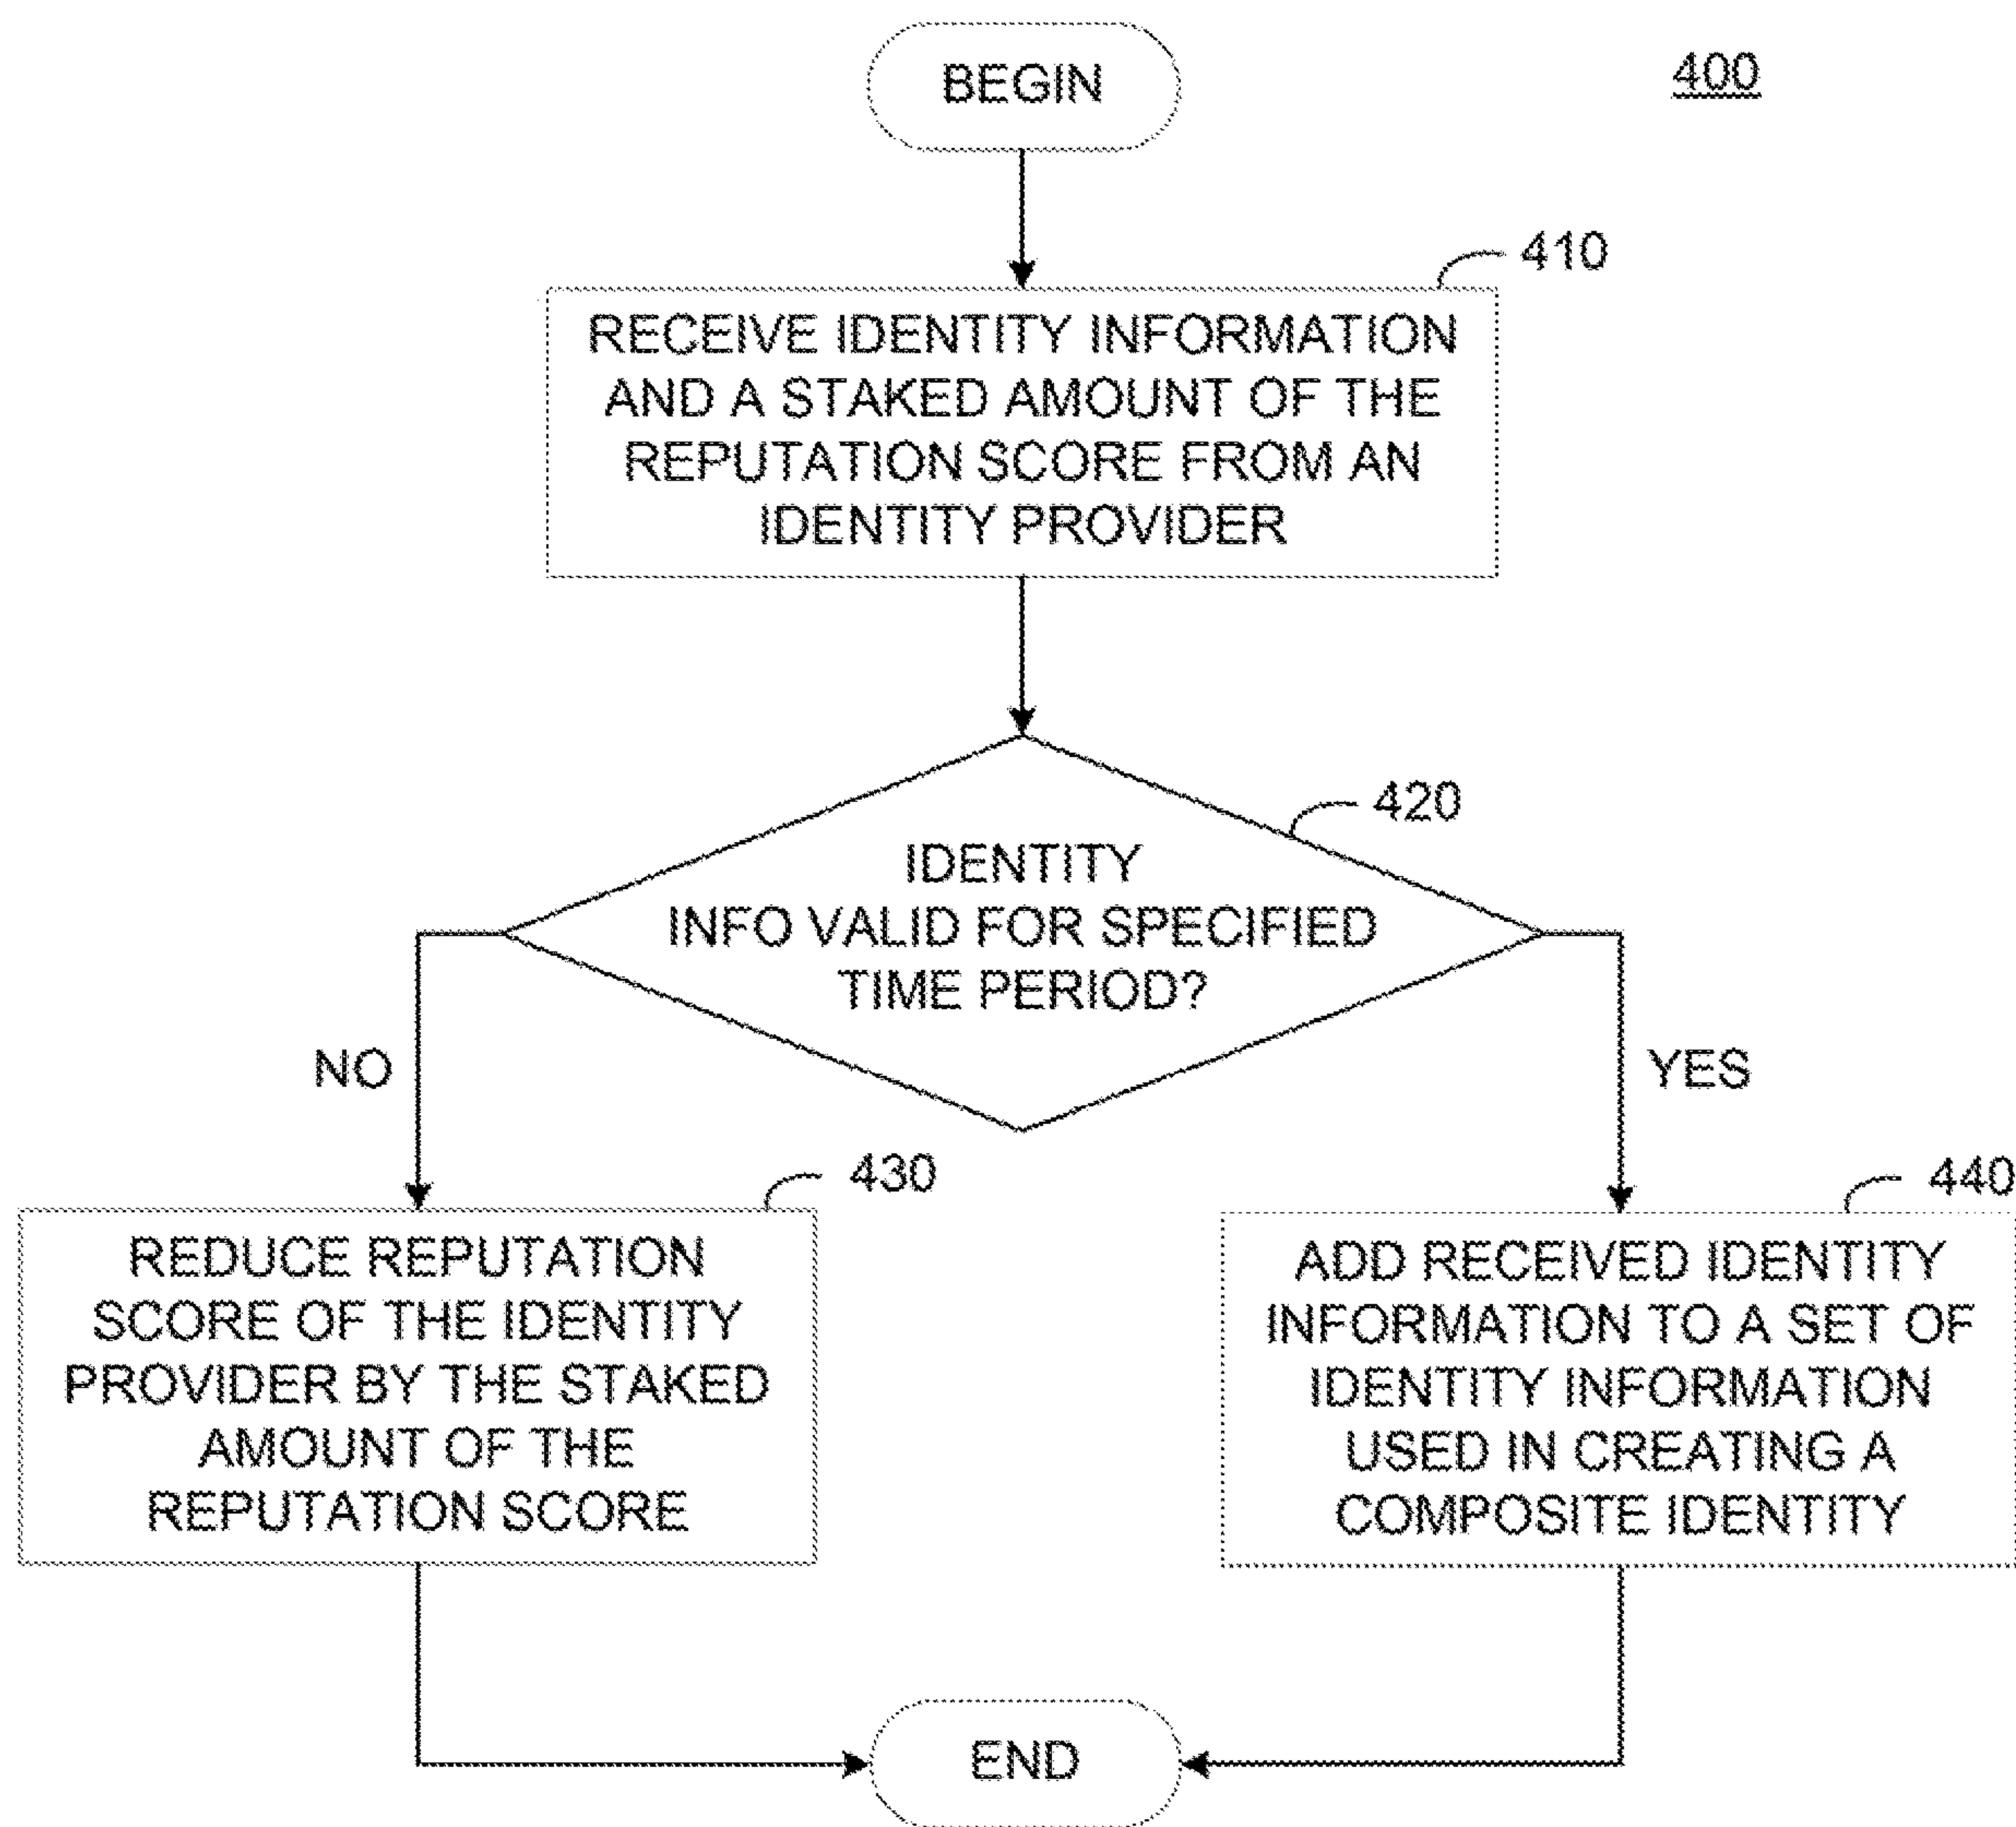 BEGIN
400
410
RECEIVE IDENTITY INFORMATION
AND A STAKED AMOUNT OF THE
REPUTATION SCORE FROM AN
IDENTITY PROVIDER
420
IDENTITY
INFO VALID FOR SPECIFIED
TIME PERIOD?
NO
YES
430
REDUCE REPUTATION
SCORE OF THE IDENTITY
PROVIDER BY THE STAKED
AMOUNT OF THE
REPUTATION SCORE
440
ADD RECEIVED IDENTITY
INFORMATION TO A SET OF
IDENTITY INFORMATION
USED IN CREATING A
COMPOSITE IDENTITY
END